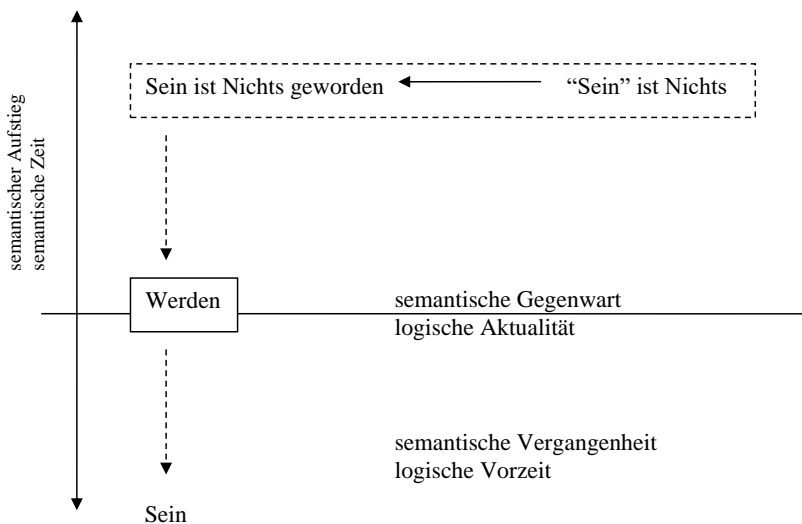 semantischer Aufstieg
semantische Zeit
Sein ist Nichts geworden “Sein” ist Nichts
Werden
semantische Gegenwart
logische Aktualität
semantische Vergangenheit
logische Vorzeit
Sein